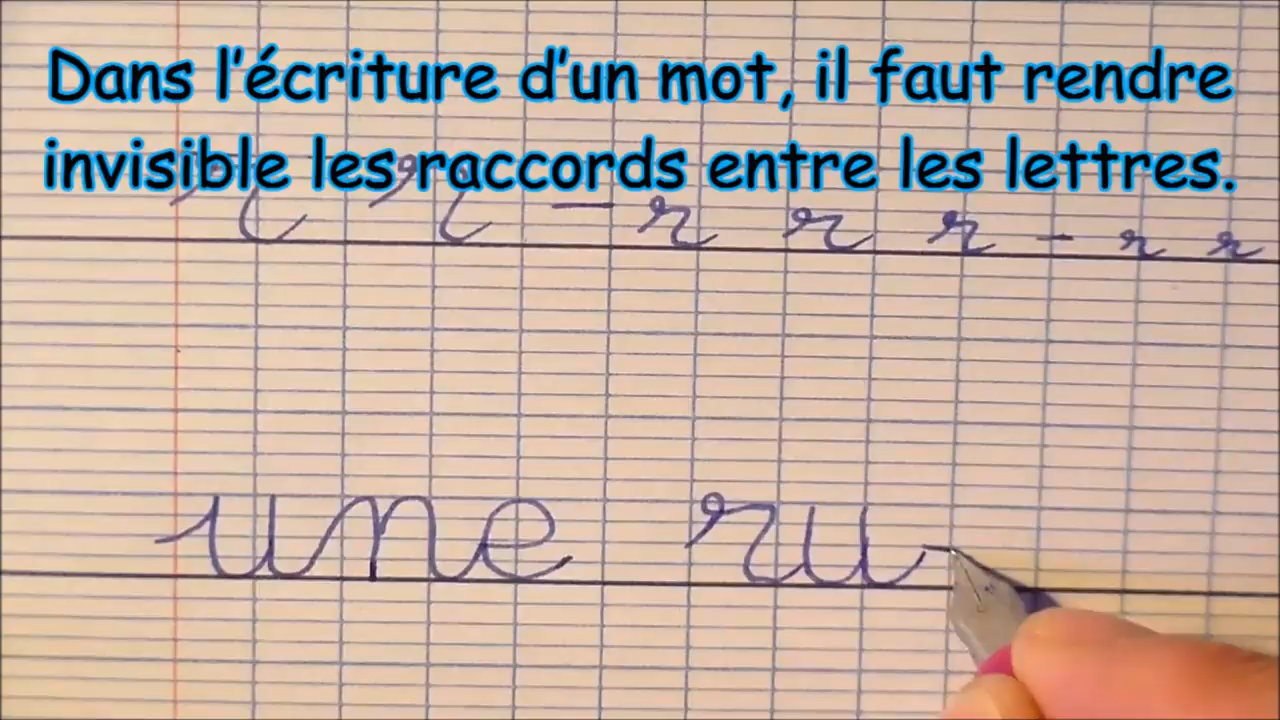 Dans l'écriture d'un mot, il faut rendre
invisible les raccords entre les lettres.
r r - r r r - r r
une ru